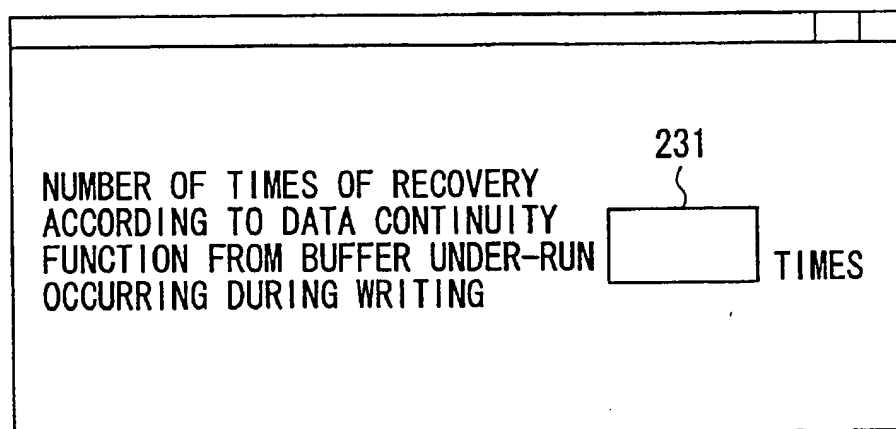 231
NUMBER OF TIMES OF RECOVERY
ACCORDING TO DATA CONTINUITY
FUNCTION FROM BUFFER UNDER-RUN
OCCURRING DURING WRITING
TIMES